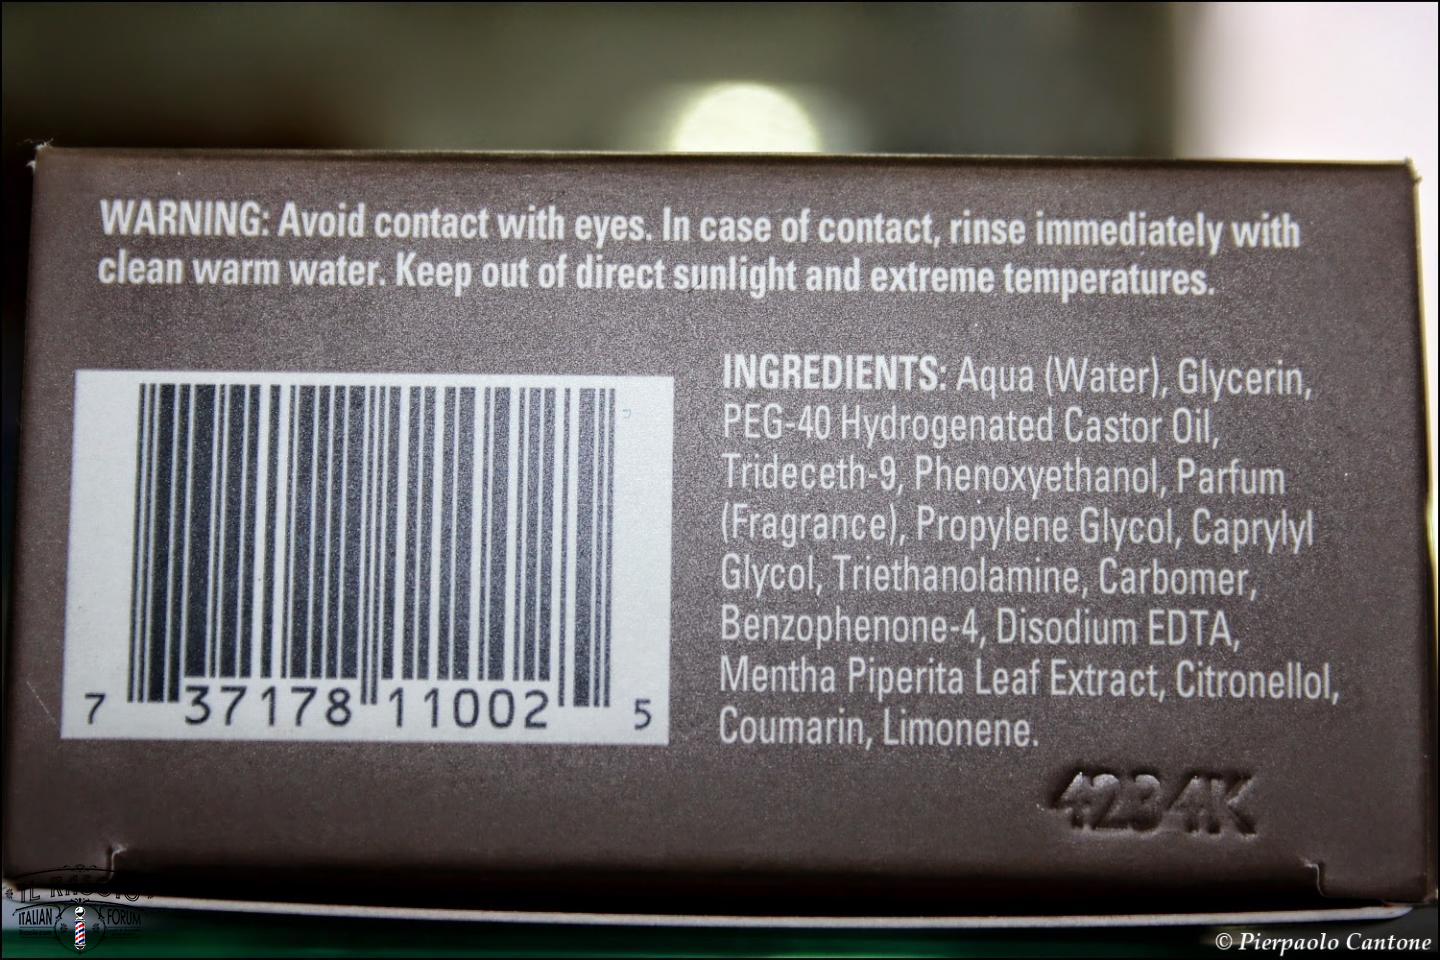 WARNING: Avoid contact with eyes. In case of contact, rinse immediately with
clean warm water. Keep out of direct sunlight and extreme temperatures.
INGREDIENTS: Aqua (Water), Glycerin,
PEG-40 Hydrogenated Castor Oil,
Trideceth-9, Phenoxyethanol, Parfum
(Fragrance), Propylene Glycol, Caprylyl
Glycol, Triethanolamine, Carbomer,
Benzophenone-4, Disodium EDTA,
Mentha Piperita Leaf Extract, Citronellol,
Coumarin, Limonene.
7 37178 11002 5
4234K
IL RASOIO
ITALIAN FORUM
© Pierpaolo Cantone